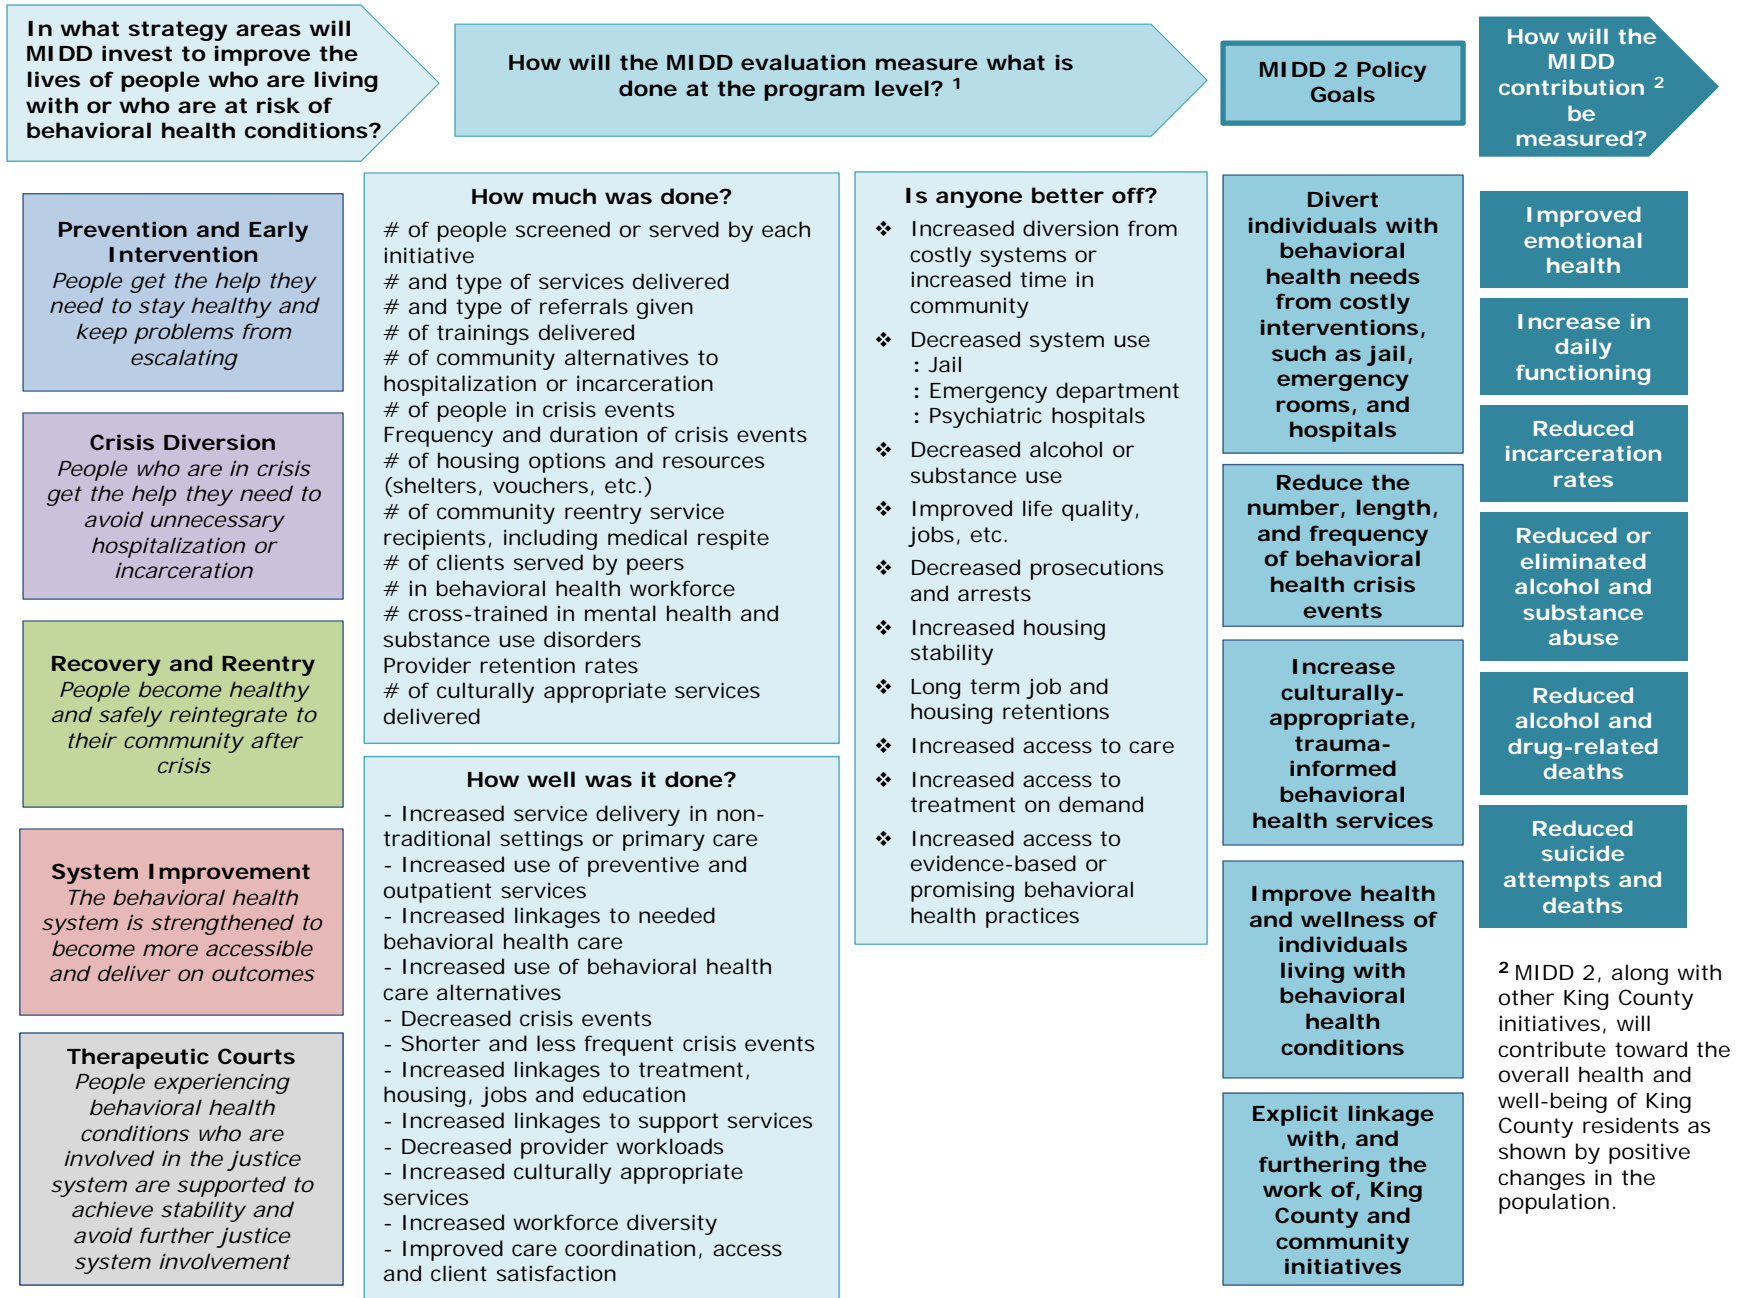 In what strategy areas will
MIDD invest to improve the
lives of people who are living
with or who are at risk of
behavioral health conditions?
How will the MIDD evaluation measure what is
done at the program level? 1
MIDD 2 Policy
Goals
How will the
MIDD
contribution 2
be
measured?
Prevention and Early
Intervention
People get the help they
need to stay healthy and
keep problems from
escalating
Crisis Diversion
People who are in crisis
get the help they need to
avoid unnecessary
hospitalization or
incarceration
Recovery and Reentry
People become healthy
and safely reintegrate to
their community after
crisis
System Improvement
The behavioral health
system is strengthened to
become more accessible
and deliver on outcomes
Therapeutic Courts
People experiencing
behavioral health
conditions who are
involved in the justice
system are supported to
achieve stability and
avoid further justice
system involvement
How much was done?
# of people screened or served by each
initiative
# and type of services delivered
# and type of referrals given
# of trainings delivered
# of community alternatives to
hospitalization or incarceration
# of people in crisis events
Frequency and duration of crisis events
# of housing options and resources
(shelters, vouchers, etc.)
# of community reentry service
recipients, including medical respite
# of clients served by peers
# in behavioral health workforce
# cross-trained in mental health and
substance use disorders
Provider retention rates
# of culturally appropriate services
delivered
How well was it done?
- Increased service delivery in non-
traditional settings or primary care
- Increased use of preventive and
outpatient services
- Increased linkages to needed
behavioral health care
- Increased use of behavioral health
care alternatives
- Decreased crisis events
- Shorter and less frequent crisis events
- Increased linkages to treatment,
housing, jobs and education
- Increased linkages to support services
- Decreased provider workloads
- Increased culturally appropriate
services
- Increased workforce diversity
- Improved care coordination, access
and client satisfaction
Is anyone better off?
❖ Increased diversion from
costly systems or
increased time in
community
❖ Decreased system use
: Jail
: Emergency department
: Psychiatric hospitals
❖ Decreased alcohol or
substance use
❖ Improved life quality,
jobs, etc.
❖ Decreased prosecutions
and arrests
❖ Increased housing
stability
❖ Long term job and
housing retentions
❖ Increased access to care
❖ Increased access to
treatment on demand
❖ Increased access to
evidence-based or
promising behavioral
health practices
Divert
individuals with
behavioral
health needs
from costly
interventions,
such as jail,
emergency
rooms, and
hospitals
Reduce the
number, length,
and frequency
of behavioral
health crisis
events
Increase
culturally-
appropriate,
trauma-
informed
behavioral
health services
Improve health
and wellness of
individuals
living with
behavioral
health
conditions
Explicit linkage
with, and
furthering the
work of, King
County and
community
initiatives
Improved
emotional
health
Increase in
daily
functioning
Reduced
incarceration
rates
Reduced or
eliminated
alcohol and
substance
abuse
Reduced
alcohol and
drug-related
deaths
Reduced
suicide
attempts and
deaths
2 MIDD 2, along with
other King County
initiatives, will
contribute toward the
overall health and
well-being of King
County residents as
shown by positive
changes in the
population.